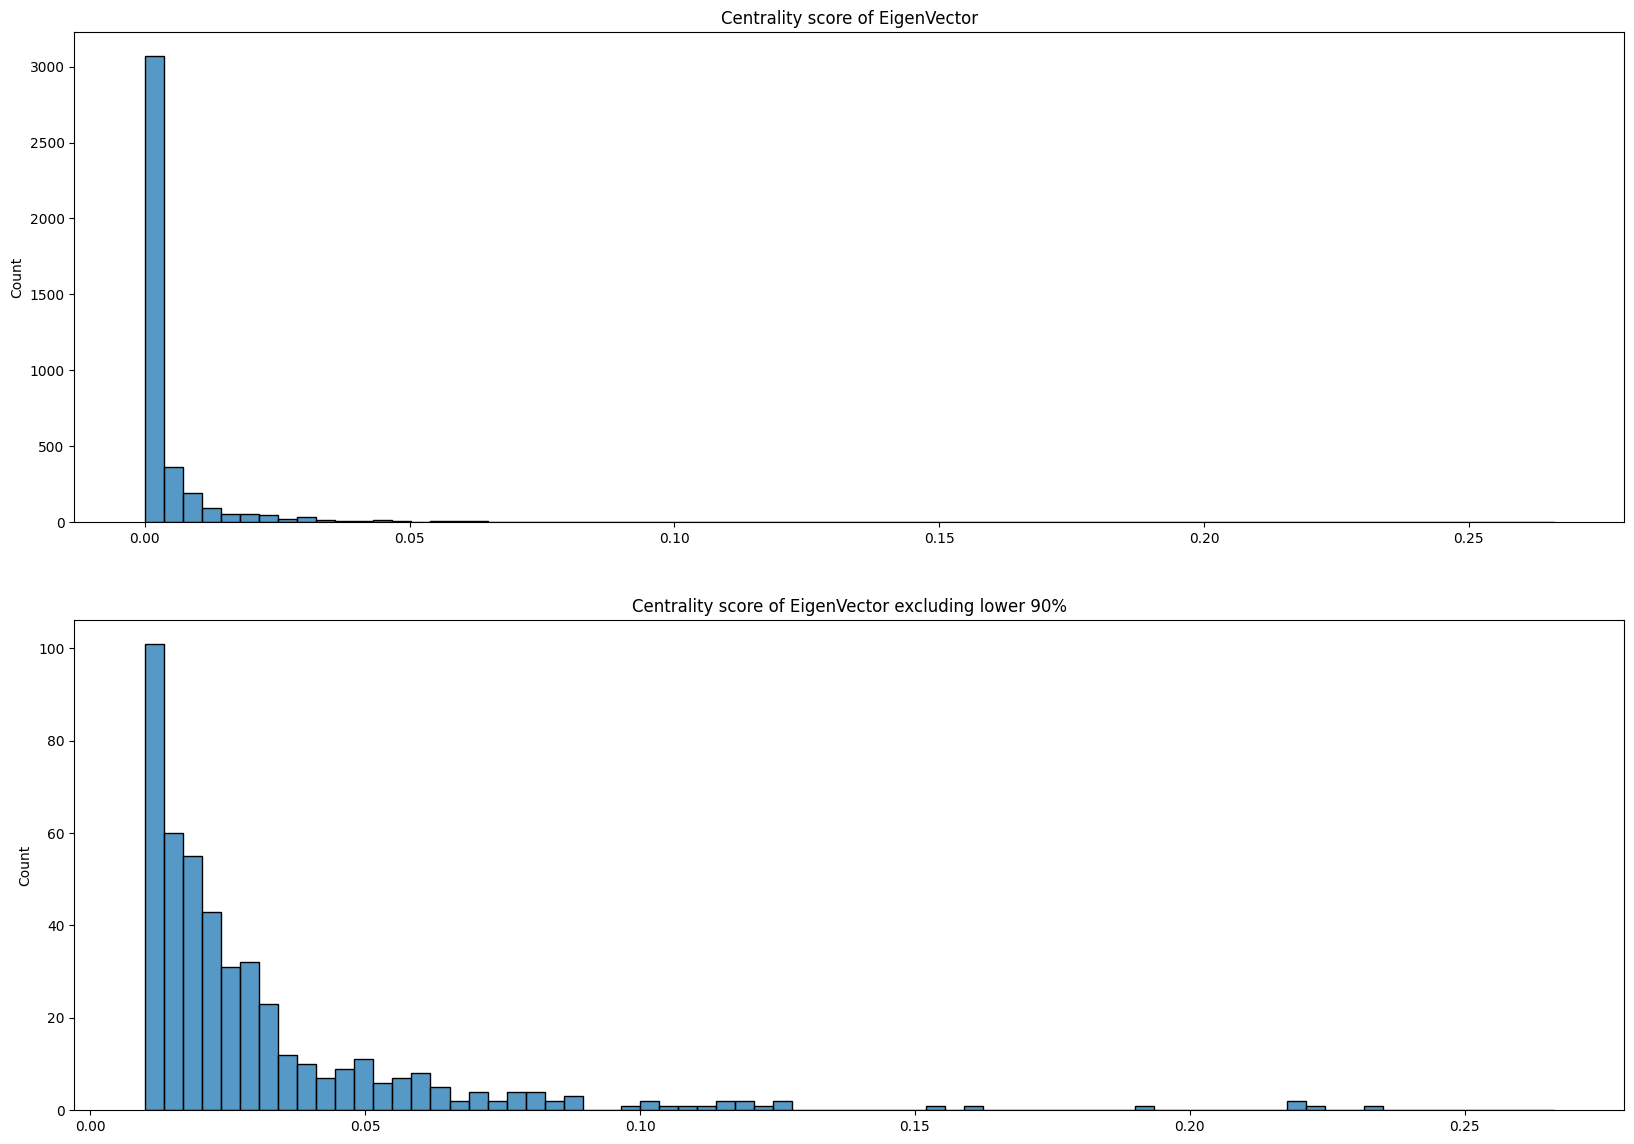 Centrality score of EigenVector
3000
2500
2000
1500
1000
500
0
Count
0.00 0.05 0.10 0.15 0.20 0.25
Centrality score of EigenVector excluding lower 90%
100
80
60
40
20
0
Count
0.00 0.05 0.10 0.15 0.20 0.25